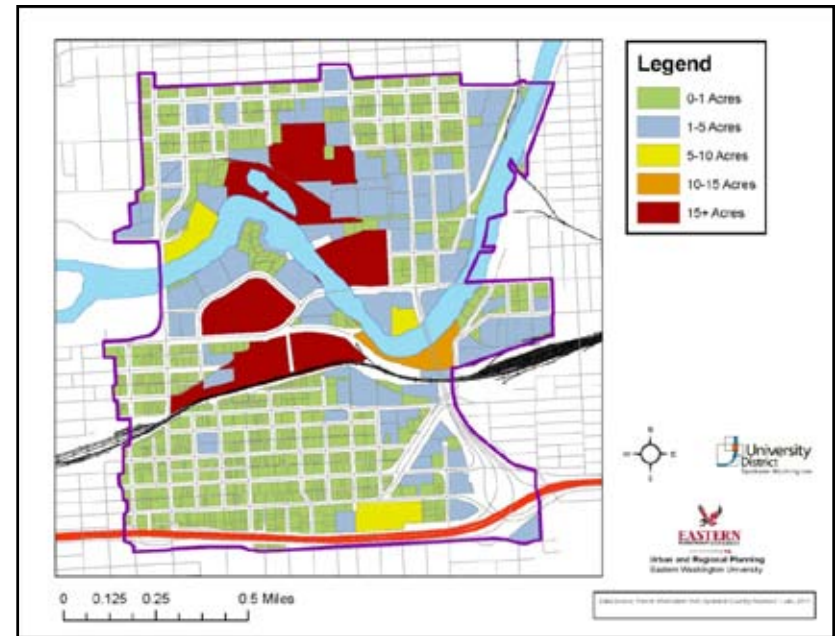 Legend
0-1 Acres
1-5 Acres
5-10 Acres
10-15 Acres
15+ Acres
N
E
University
District
EASTERN
Urban and Regional Planning
Eastern Washington University
0 0.125 0.25 0.5 Miles